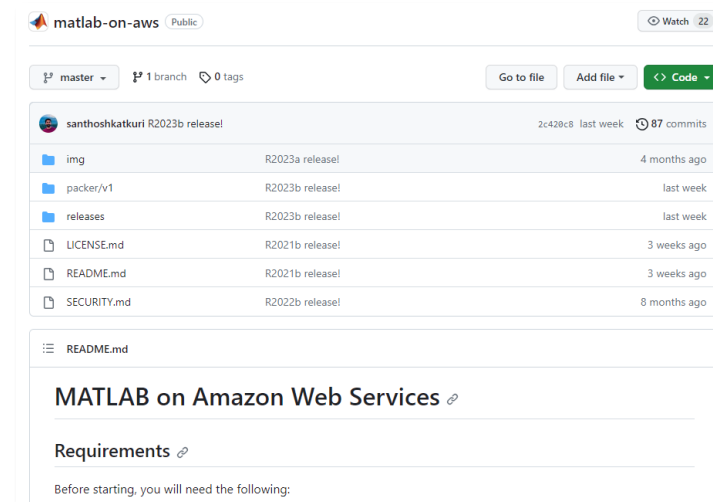 matlab-on-aws Public Watch 22
master 1 branch 0 tags Go to file Add file Code
santhoshkatkuri R2023b release! 2c420c8 last week 87 commits
img R2023a release! 4 months ago
packer/v1 R2023b release! last week
releases R2023b release! last week
LICENSE.md R2021b release! 3 weeks ago
README.md R2021b release! 3 weeks ago
SECURITY.md R2022b release! 8 months ago
README.md
MATLAB on Amazon Web Services
Requirements
Before starting, you will need the following: